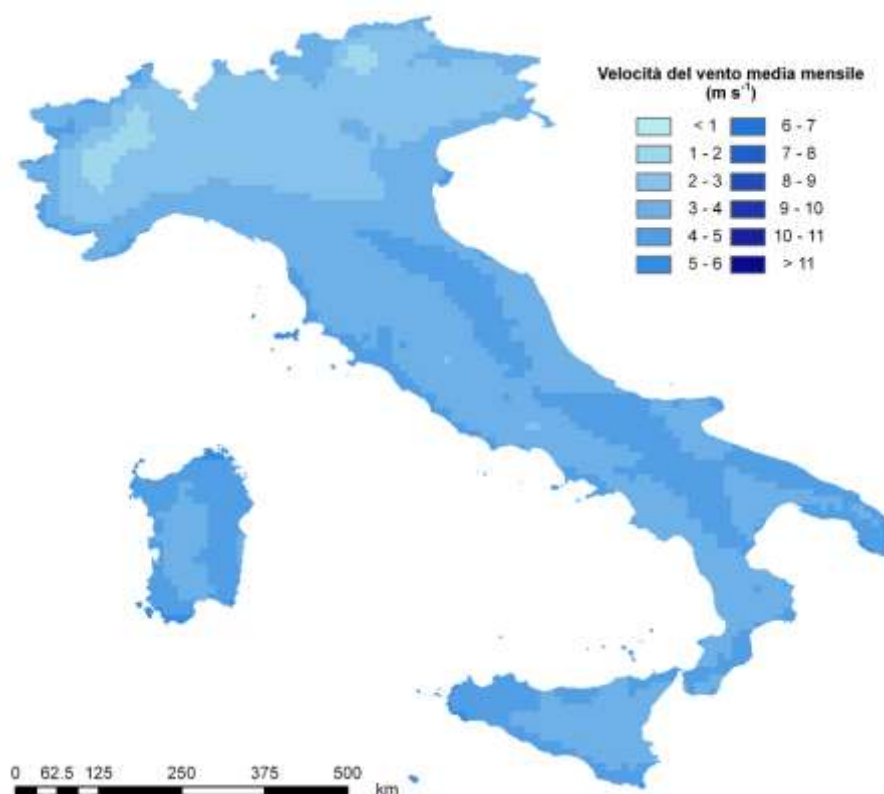 Velocità del vento media mensile
(m s⁻¹)
< 1 6 - 7
1 - 2 7 - 8
2 - 3 8 - 9
3 - 4 9 - 10
4 - 5 10 - 11
5 - 6 > 11
0 62.5 125 250 375 500
km